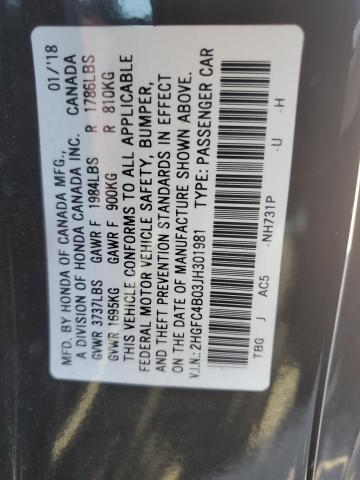 MFD. BY HONDA OF CANADA MFG., 01/'18
A DIVISION OF HONDA CANADA INC. CANADA
GVWR 3737LBS GAWR F 1984LBS R 1786LBS
GVWR 1695KG GAWR F 900KG R 810KG
THIS VEHICLE CONFORMS TO ALL APPLICABLE
FEDERAL MOTOR VEHICLE SAFETY, BUMPER,
AND THEFT PREVENTION STANDARDS IN EFFECT
ON THE DATE OF MANUFACTURE SHOWN ABOVE.
V.I.N.: 2HGFC4B03JH301981 TYPE: PASSENGER CAR
TBG J AC5 -NH731P -U -H